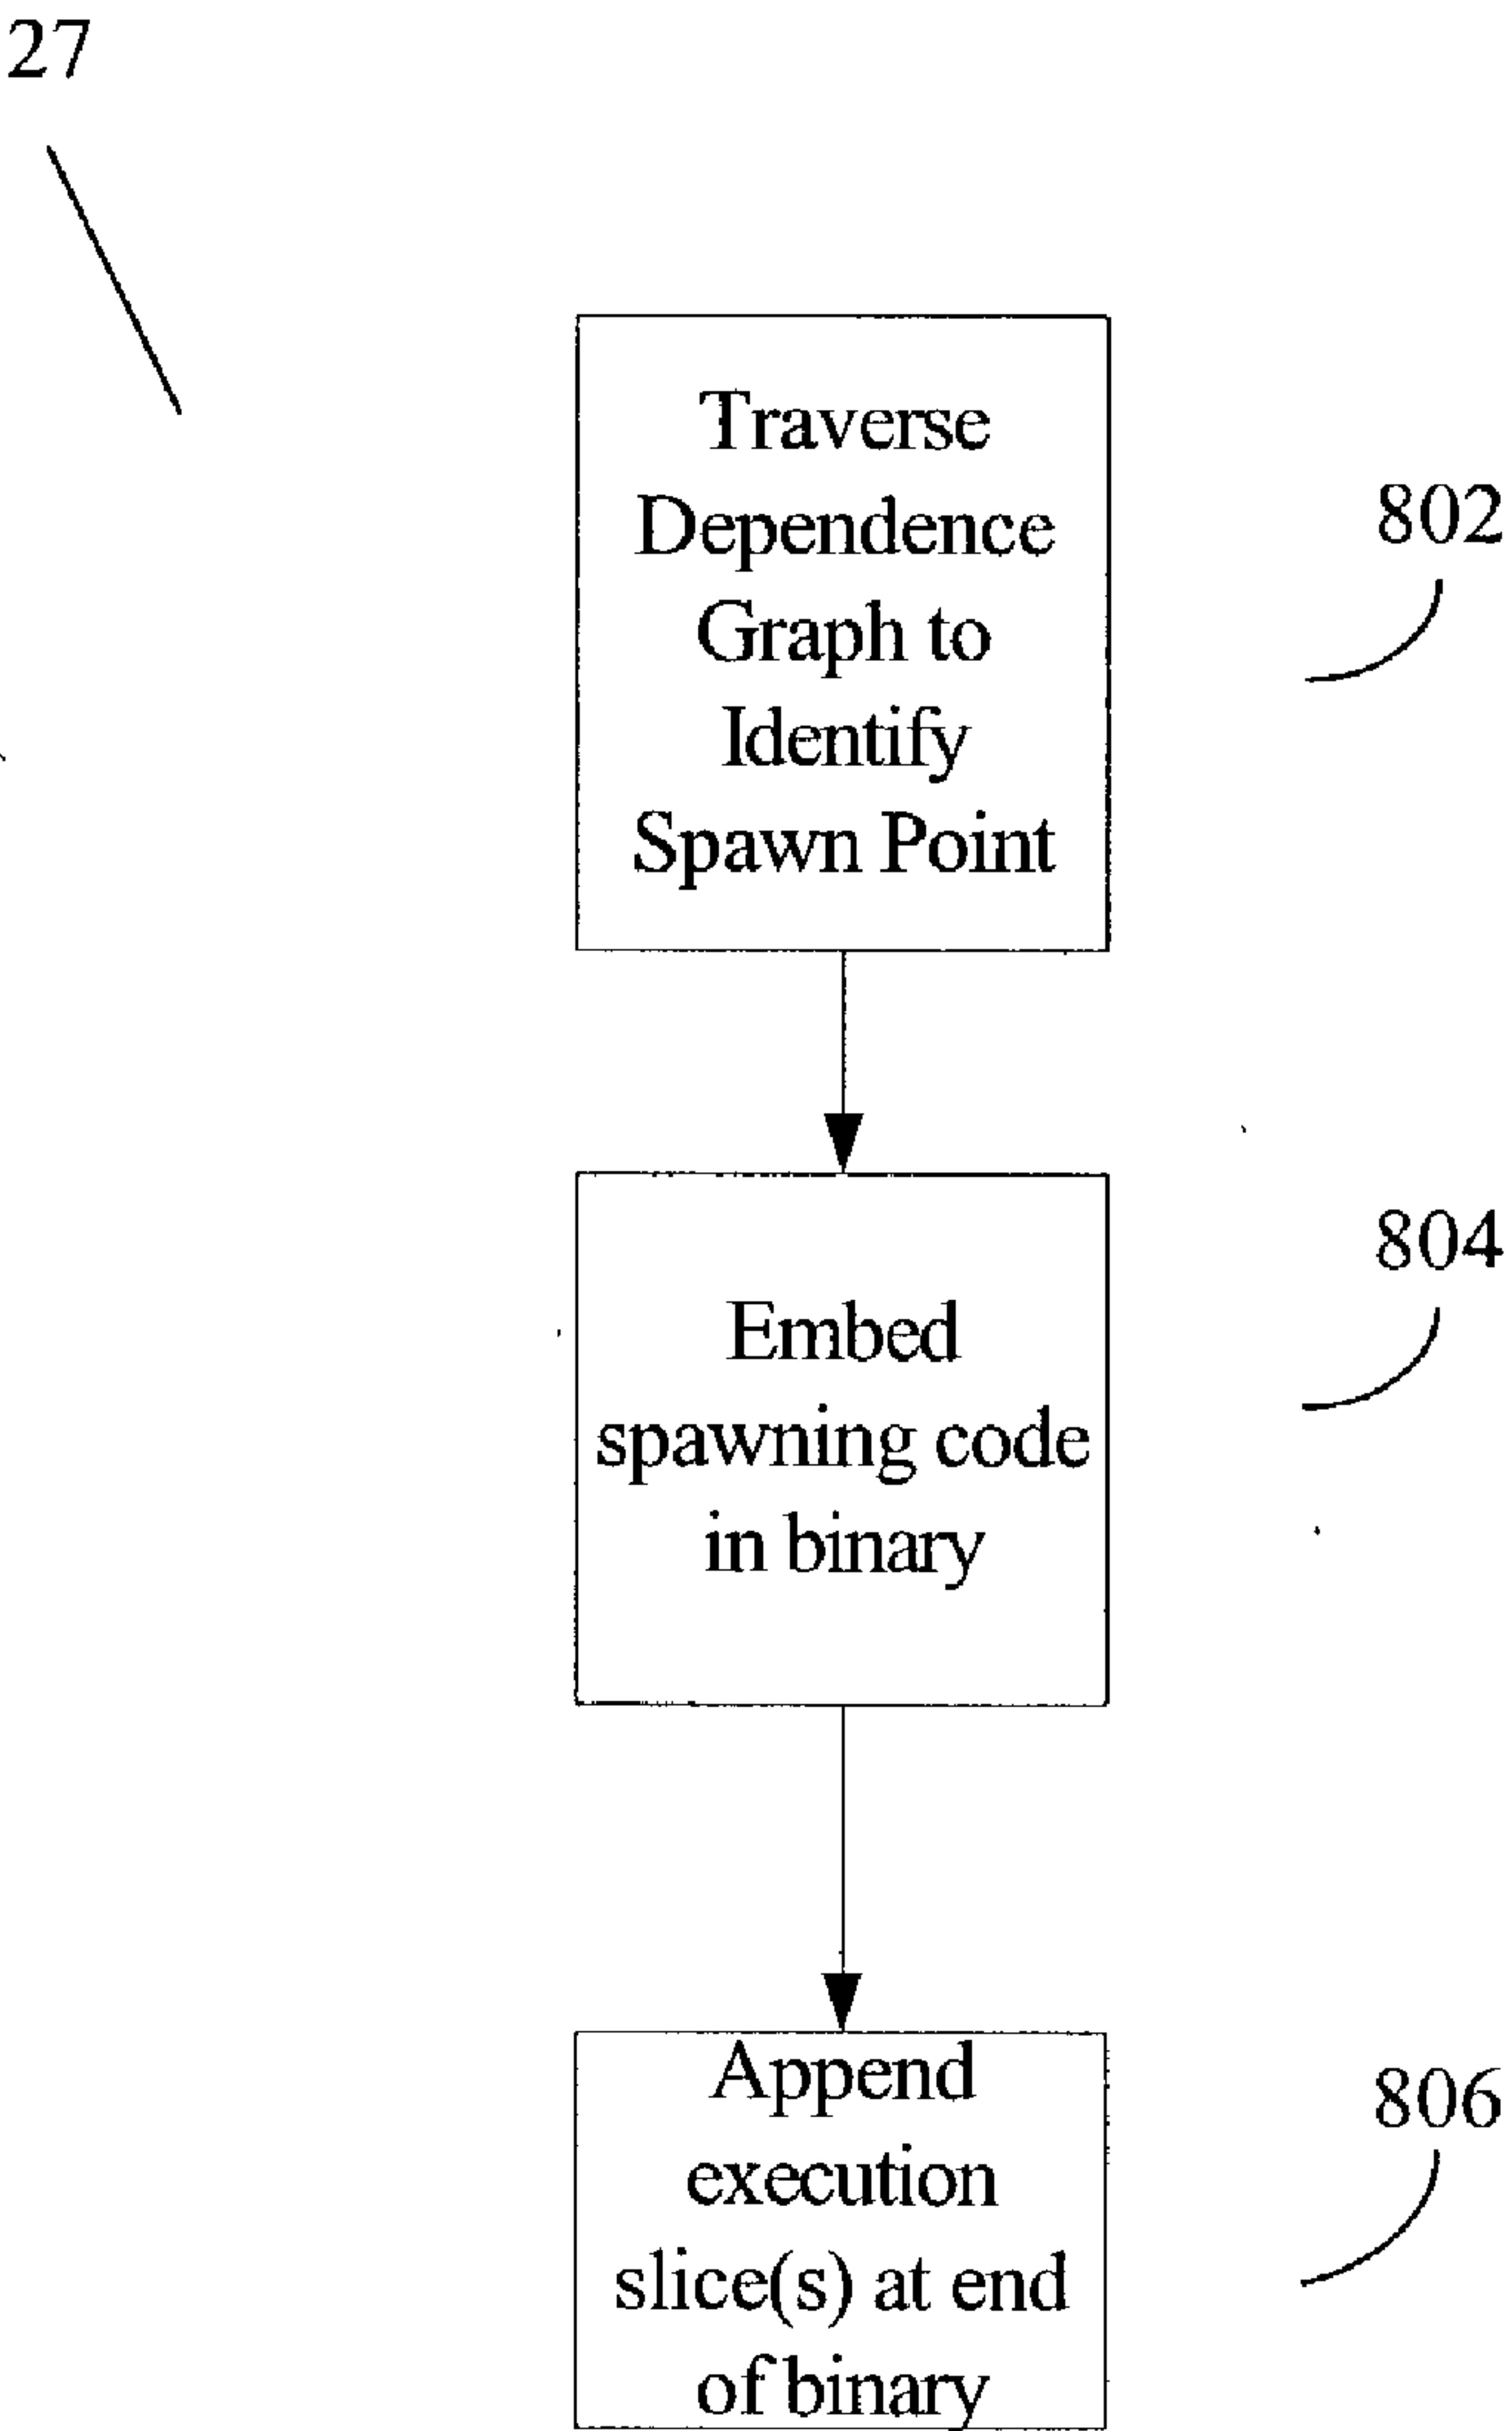 27
Traverse
Dependence
Graph to
Identify
Spawn Point
802
Embed
spawning code
in binary
804
Append
execution
slice(s) at end
of binary
806